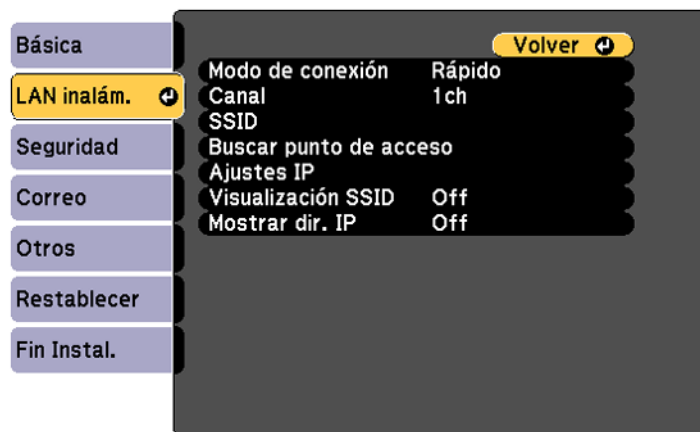 Básica
LAN inalám.
Seguridad
Correo
Otros
Restablecer
Fin Instal.
Volver
Modo de conexión Rápido
Canal 1ch
SSID
Buscar punto de acceso
Ajustes IP
Visualización SSID Off
Mostrar dir. IP Off